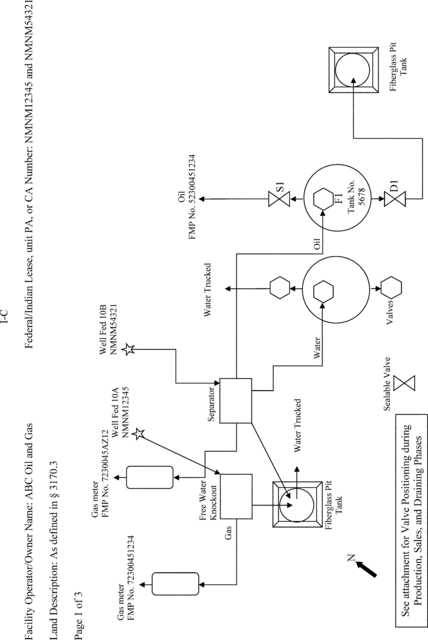 1-C
Facility Operator/Owner Name: ABC Oil and Gas
Federal/Indian Lease, unit PA, or CA Number: NMNM12345 and NMNM54321
Land Description: As defined in § 3170.3
Page 1 of 3
Gas meter
FMP No. 72300451234
Gas meter
FMP No. 7230045AZ12
Well Fed 10A
NMNM12345
Well Fed 10B
NMNM54321
Gas
Free Water
Knockout
Separator
Fiberglass Pit
Tank
Water Trucked
Water Trucked
Water
Valves
Oil
FMP No. 52300451234
S1
F1
Tank No.
5678
D1
Oil
Fiberglass Pit
Tank
N
Sealable Valve
See attachment for Valve Positioning during
Production, Sales, and Draining Phases